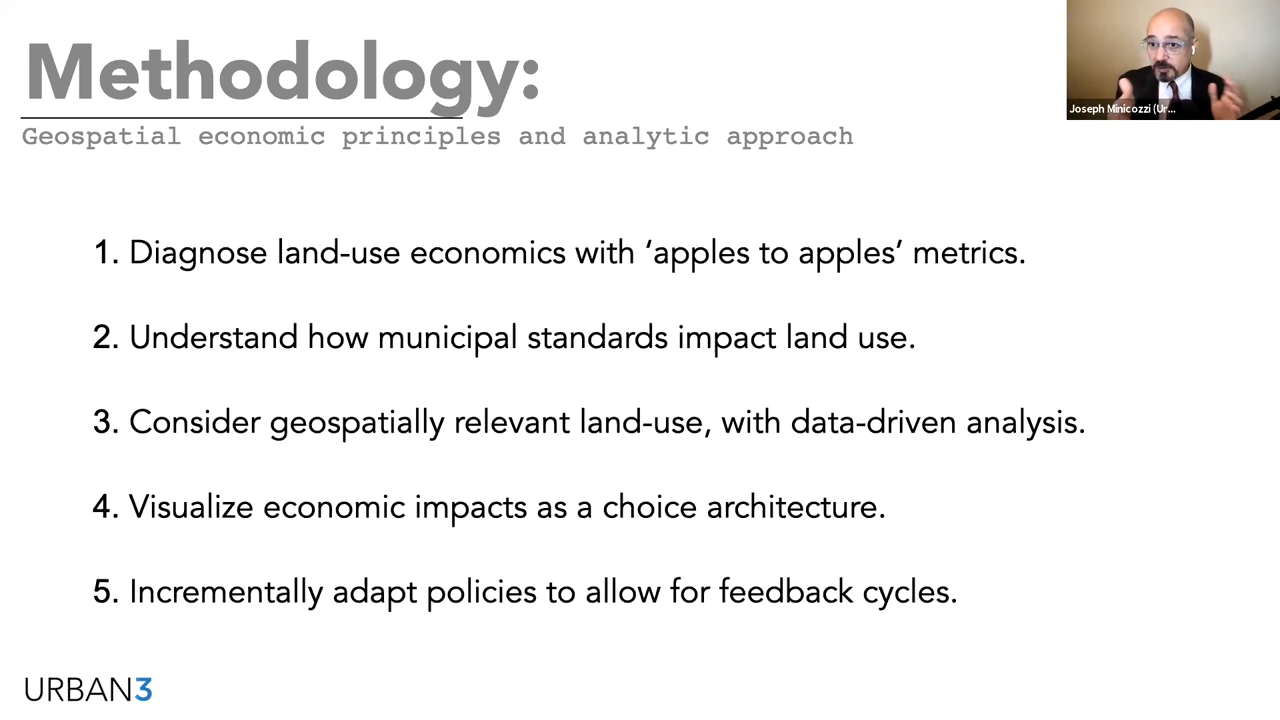 Methodology:
Geospatial economic principles and analytic approach
Joseph Minicozzi (Ur...
1. Diagnose land-use economics with ‘apples to apples’ metrics.
2. Understand how municipal standards impact land use.
3. Consider geospatially relevant land-use, with data-driven analysis.
4. Visualize economic impacts as a choice architecture.
5. Incrementally adapt policies to allow for feedback cycles.
URBAN3